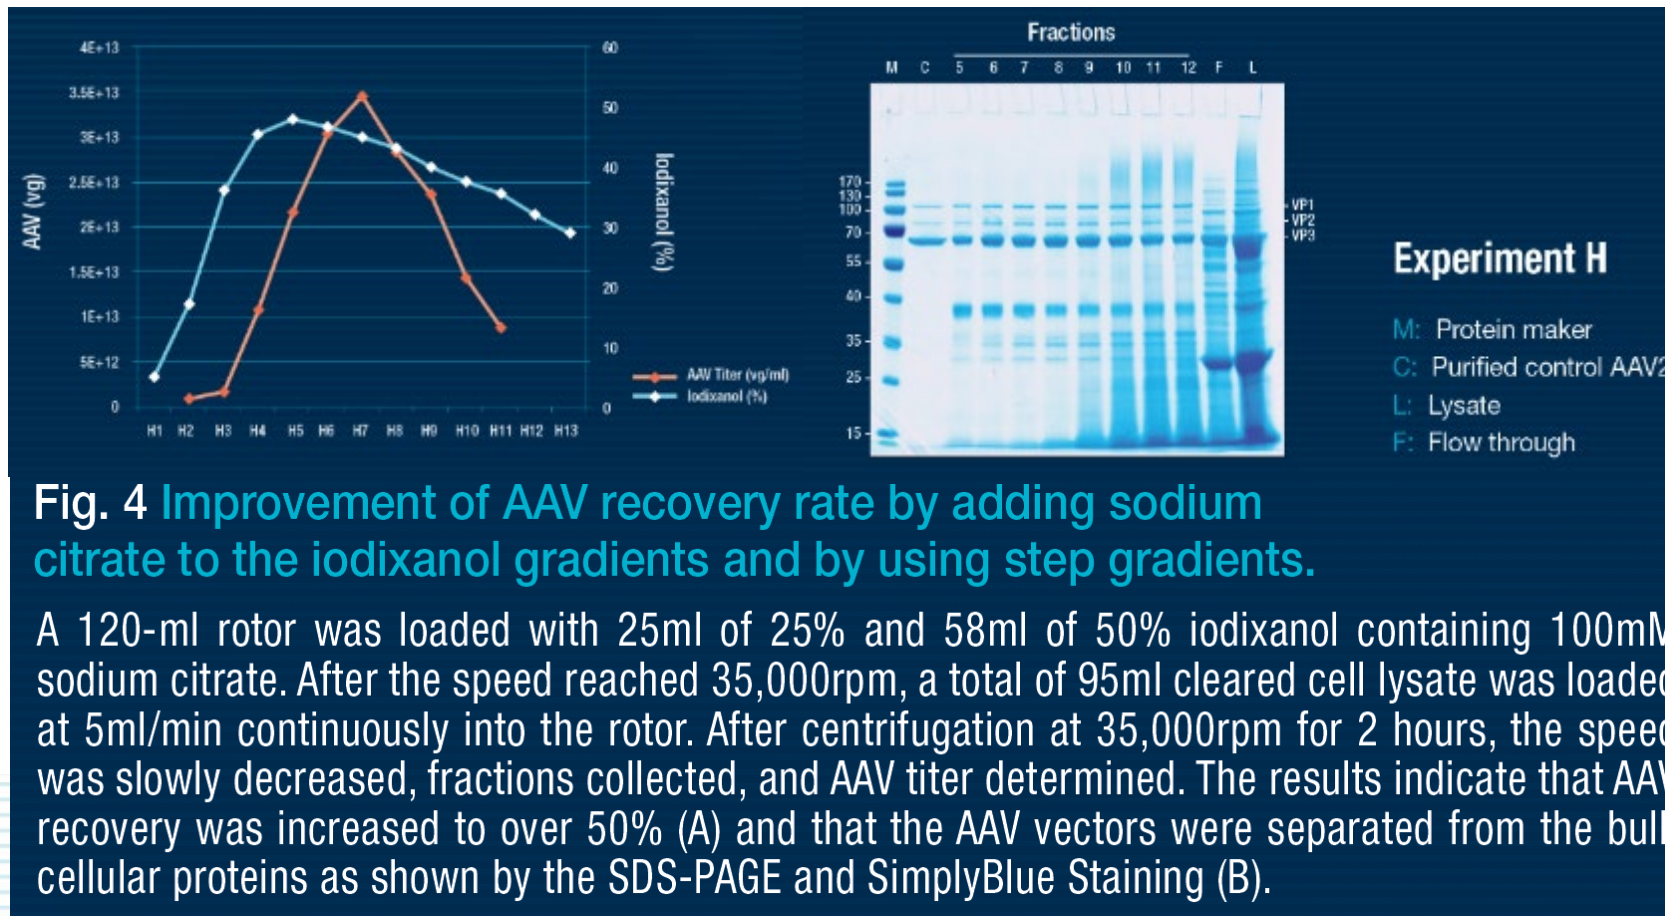 4E+13
3.5E+13
3E+13
2.5E+13
2E+13
1.5E+13
1E+13
5E+12
0
AAV (vg)
60
50
40
30
20
10
0
Iodixanol (%)
AAV Titer (vg/ml)
Iodixanol (%)
H1 H2 H3 H4 H5 H6 H7 H8 H9 H10 H11 H12 H13
Fractions
M C 5 6 7 8 9 10 11 12 F L
170
130
100
70
55
40
35
25
15
VP1
VP2
VP3
Experiment H
M: Protein maker
C: Purified control AAV2
L: Lysate
F: Flow through
Fig. 4 Improvement of AAV recovery rate by adding sodium
citrate to the iodixanol gradients and by using step gradients.
A 120-ml rotor was loaded with 25ml of 25% and 58ml of 50% iodixanol containing 100mM
sodium citrate. After the speed reached 35,000rpm, a total of 95ml cleared cell lysate was loaded
at 5ml/min continuously into the rotor. After centrifugation at 35,000rpm for 2 hours, the speed
was slowly decreased, fractions collected, and AAV titer determined. The results indicate that AAV
recovery was increased to over 50% (A) and that the AAV vectors were separated from the bulk
cellular proteins as shown by the SDS-PAGE and SimplyBlue Staining (B).